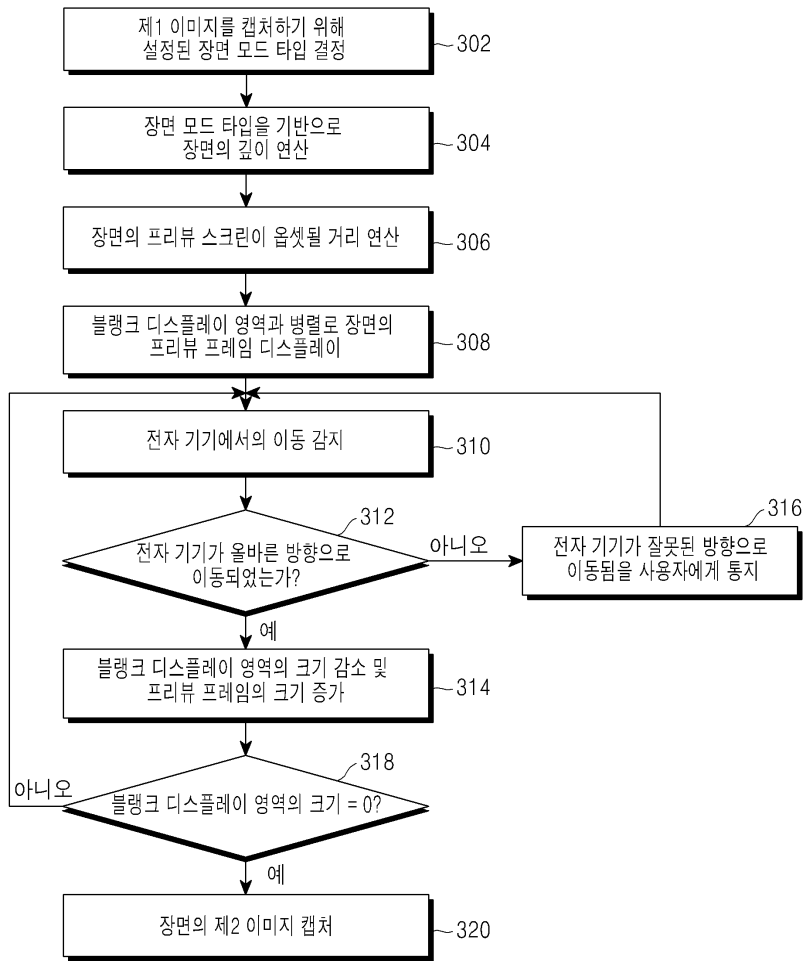 제1 이미지를 캡처하기 위해
설정된 장면 모드 타입 결정
302
장면 모드 타입을 기반으로
장면의 깊이 연산
304
장면의 프리뷰 스크린이 옵셋될 거리 연산
306
블랭크 디스플레이 영역과 병렬로 장면의
프리뷰 프레임 디스플레이
308
전자 기기에서의 이동 감지
310
312
전자 기기가 올바른 방향으로
이동되었는가?
아니오
316
전자 기기가 잘못된 방향으로
이동됨을 사용자에게 통지
예
블랭크 디스플레이 영역의 크기 감소 및
프리뷰 프레임의 크기 증가
314
318
아니오
블랭크 디스플레이 영역의 크기 = 0?
예
장면의 제2 이미지 캡처
320